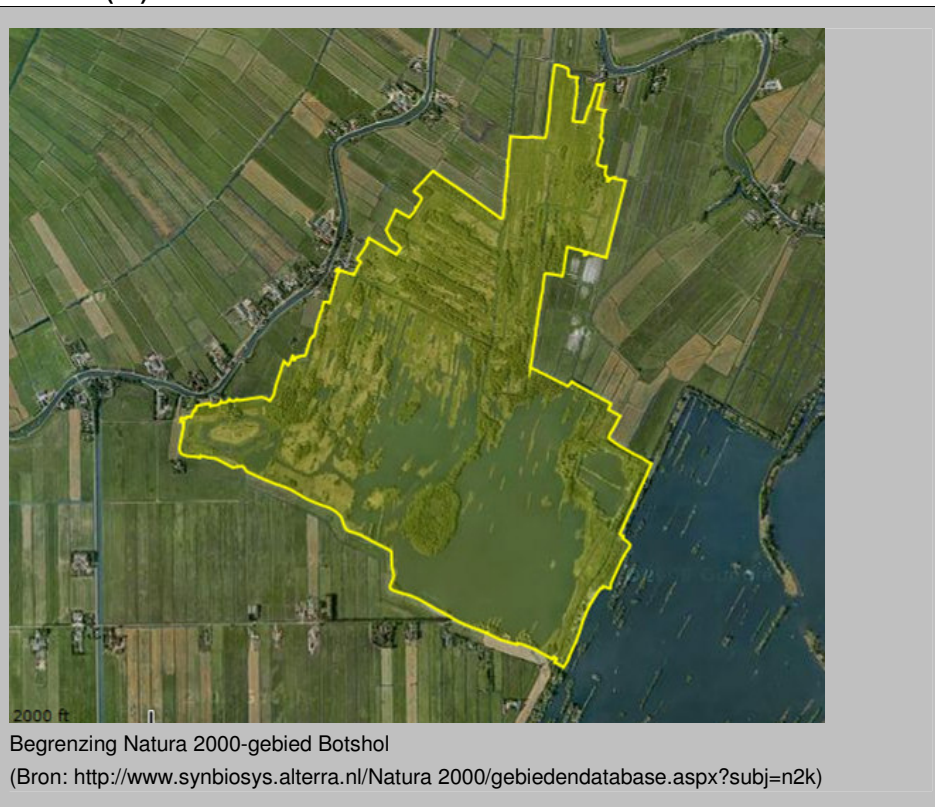 2000 ft
Begrenzing Natura 2000-gebied Botshol
(Bron: http://www.synbiosys.alterra.nl/Natura 2000/gebiedendatabase.aspx?subj=n2k)